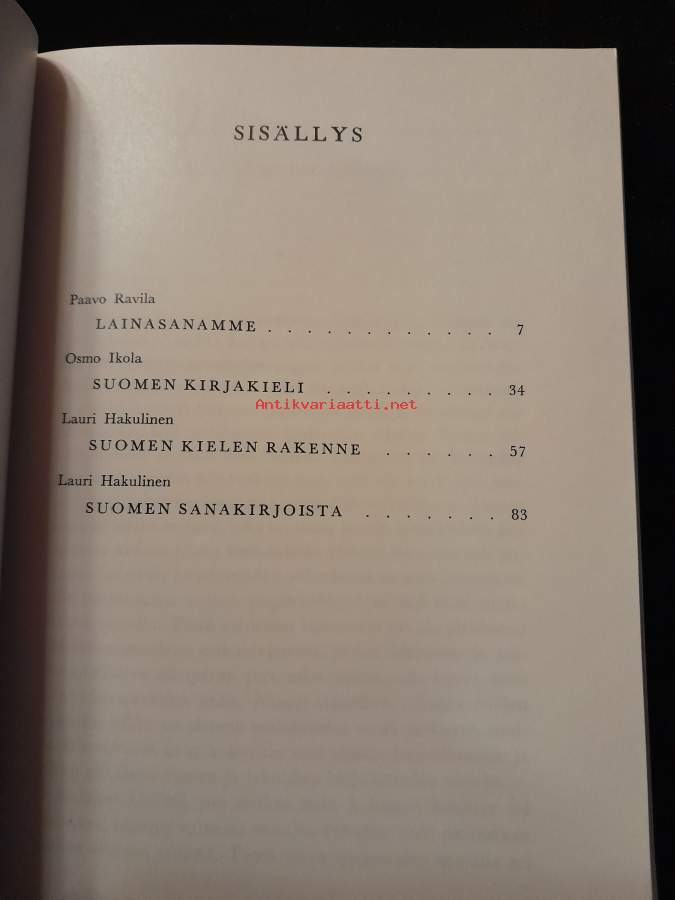 SISÄLLYS
Paavo Ravila
LAINASANAMME . . . . . . . . . . . . 7
Osmo Ikola
SUOMEN KIRJAKIELI . . . . . . . . . 34
Antikvariaatti.net
Lauri Hakulinen
SUOMEN KIELEN RAKENNE . . . . . . 57
Lauri Hakulinen
SUOMEN SANAKIRJOISTA . . . . . . . 83